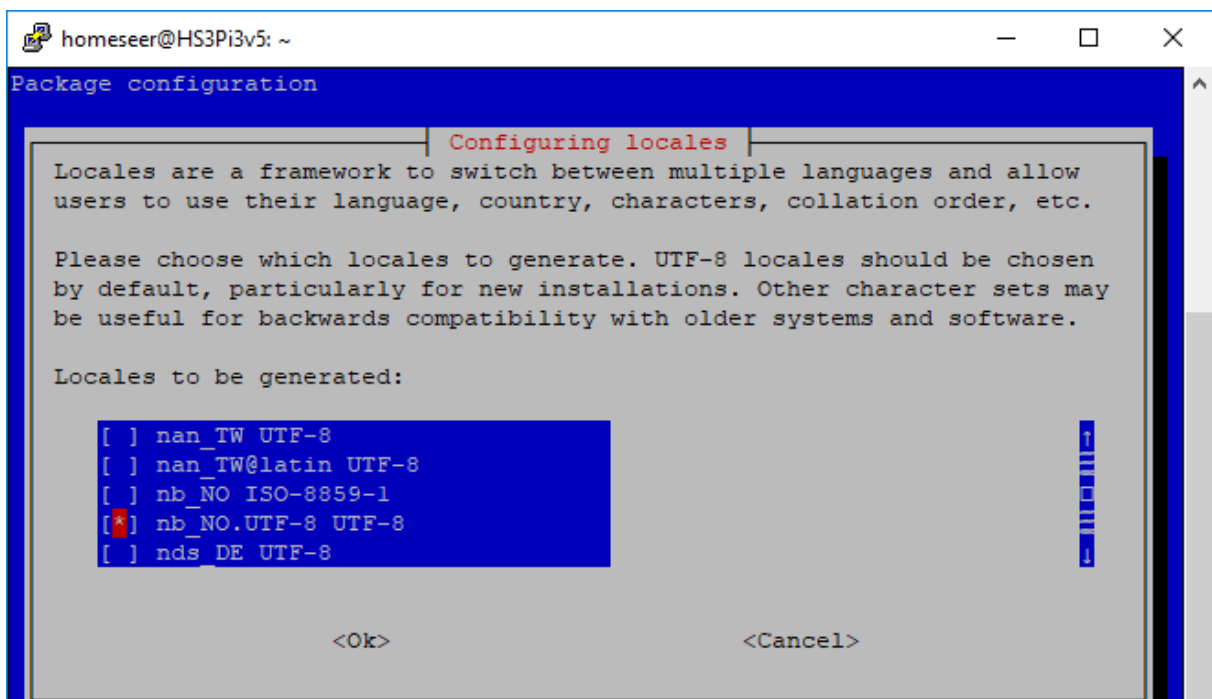 homeseer@HS3Pi3v5: ~
Package configuration
Configuring locales
Locales are a framework to switch between multiple languages and allow
users to use their language, country, characters, collation order, etc.
Please choose which locales to generate. UTF-8 locales should be chosen
by default, particularly for new installations. Other character sets may
be useful for backwards compatibility with older systems and software.
Locales to be generated:
[ ] nan_TW UTF-8
[ ] nan_TW@latin UTF-8
[ ] nb_NO ISO-8859-1
[*] nb_NO.UTF-8 UTF-8
[ ] nds_DE UTF-8
<Ok> <Cancel>